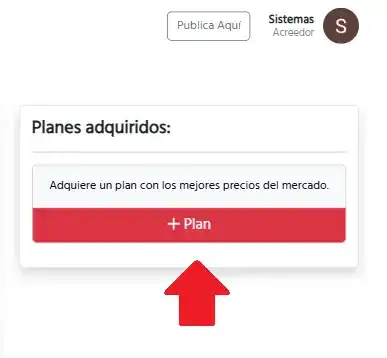 Publica Aquí
Sistemas
Acreedor
S
Planes adquiridos:
Adquiere un plan con los mejores precios del mercado.
+ Plan